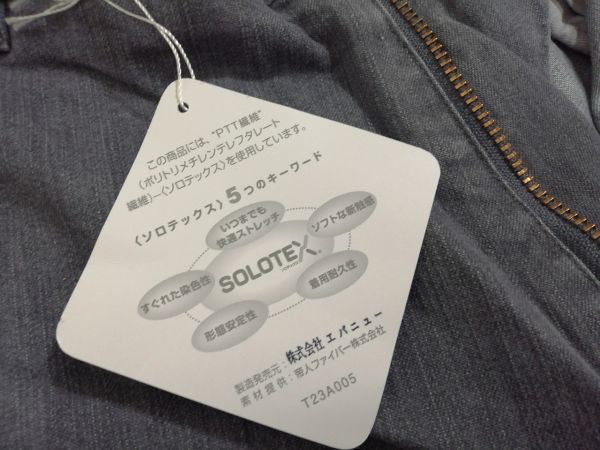 この商品には、"PTT繊維"
(ポリトリメチレンテレフタレート
繊維)―〈ソロテックス〉を使用しています。
〈ソロテックス〉5つのキーワード
いつまでも
快適ストレッチ
ソフトな新触感
すぐれた染色性
SOLOTEX®
ソロテックス
着用耐久性
形態安定性
製造発売元:株式会社エバニュー
素材提供:帝人ファイバー株式会社
T23A005